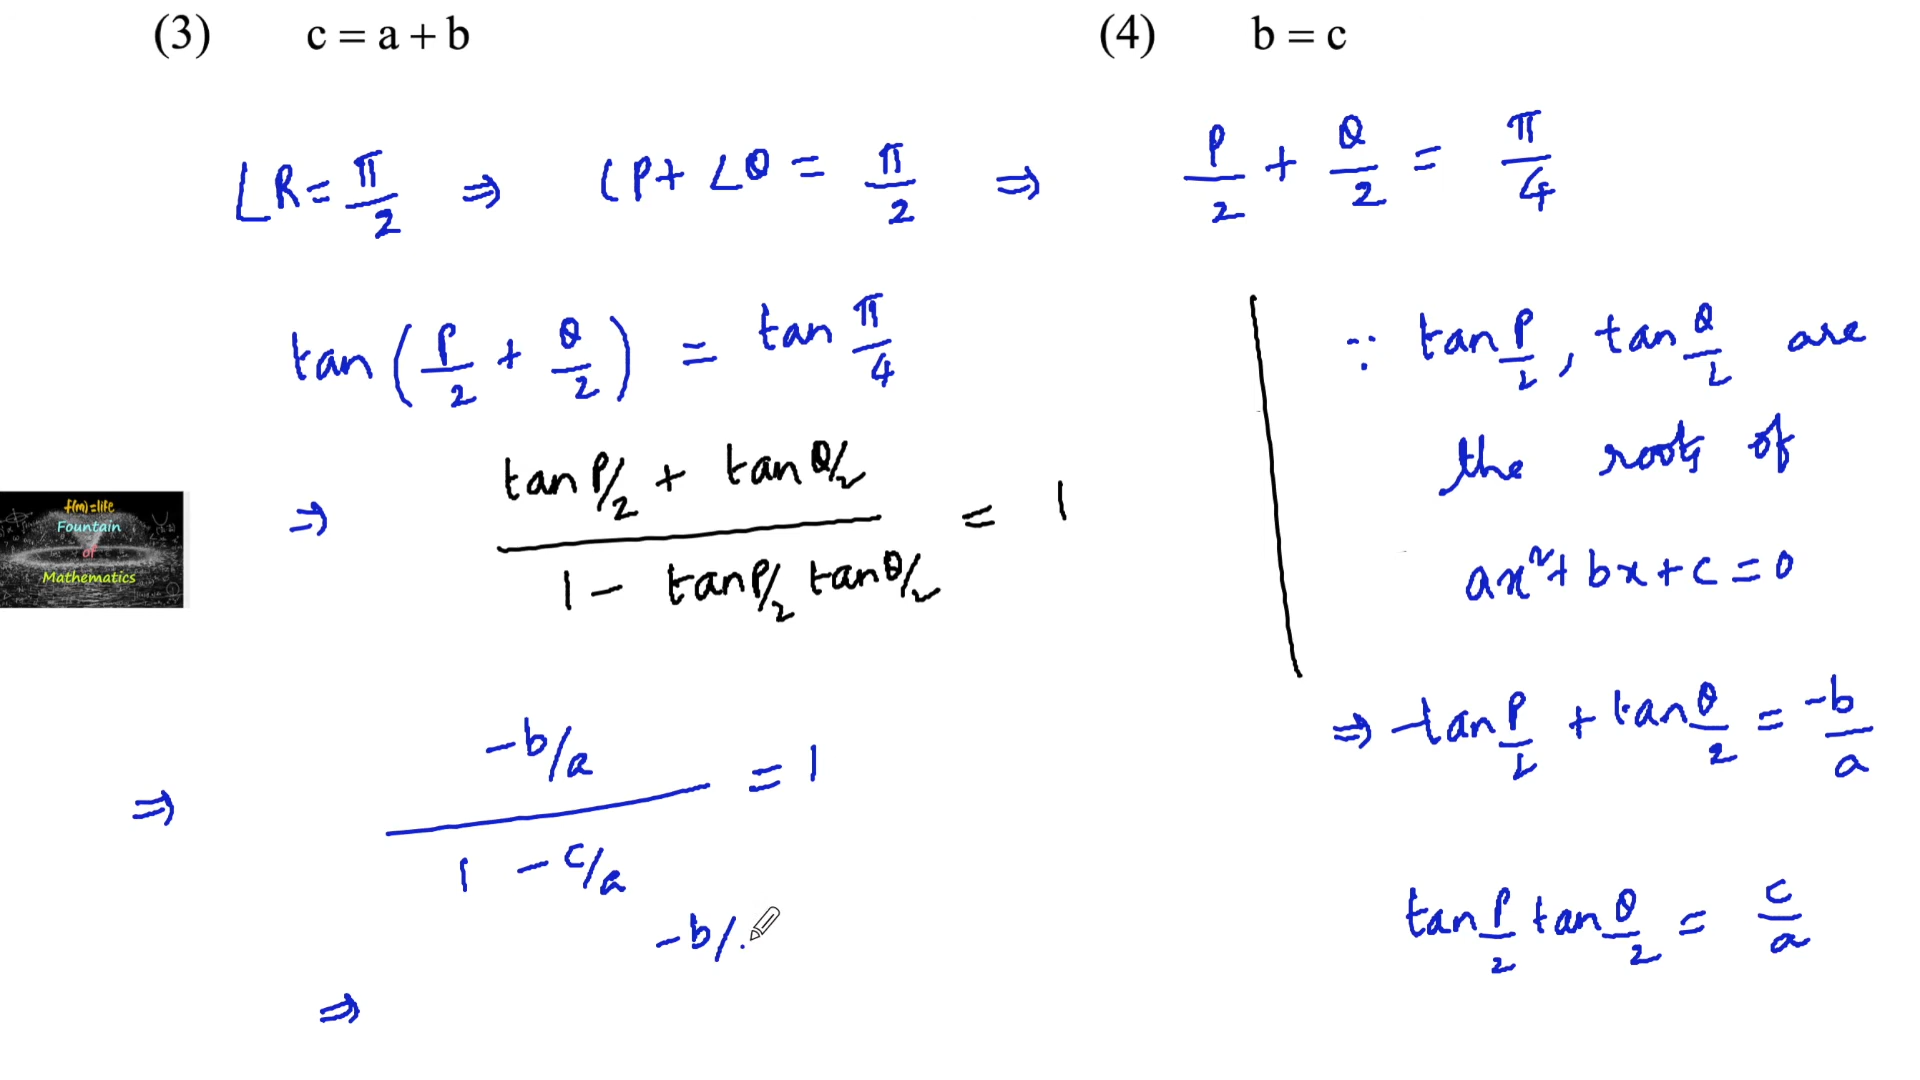 (3) c = a + b (4) b = c
∠R = π/2 ⇒ ∠P + ∠Q = π/2 ⇒ P/2 + Q/2 = π/4
tan (P/2 + Q/2) = tan π/4
⇒ (tan P/2 + tan Q/2) / (1 - tan P/2 tan Q/2) = 1
⇒ (-b/a) / (1 - c/a) = 1
-b/
⇒
∵ tan P/2, tan Q/2 are
the roots of
ax² + bx + c = 0
⇒ tan P/2 + tan Q/2 = -b/a
tan P/2 tan Q/2 = c/a
f(m)=life
Fountain
of
Mathematics